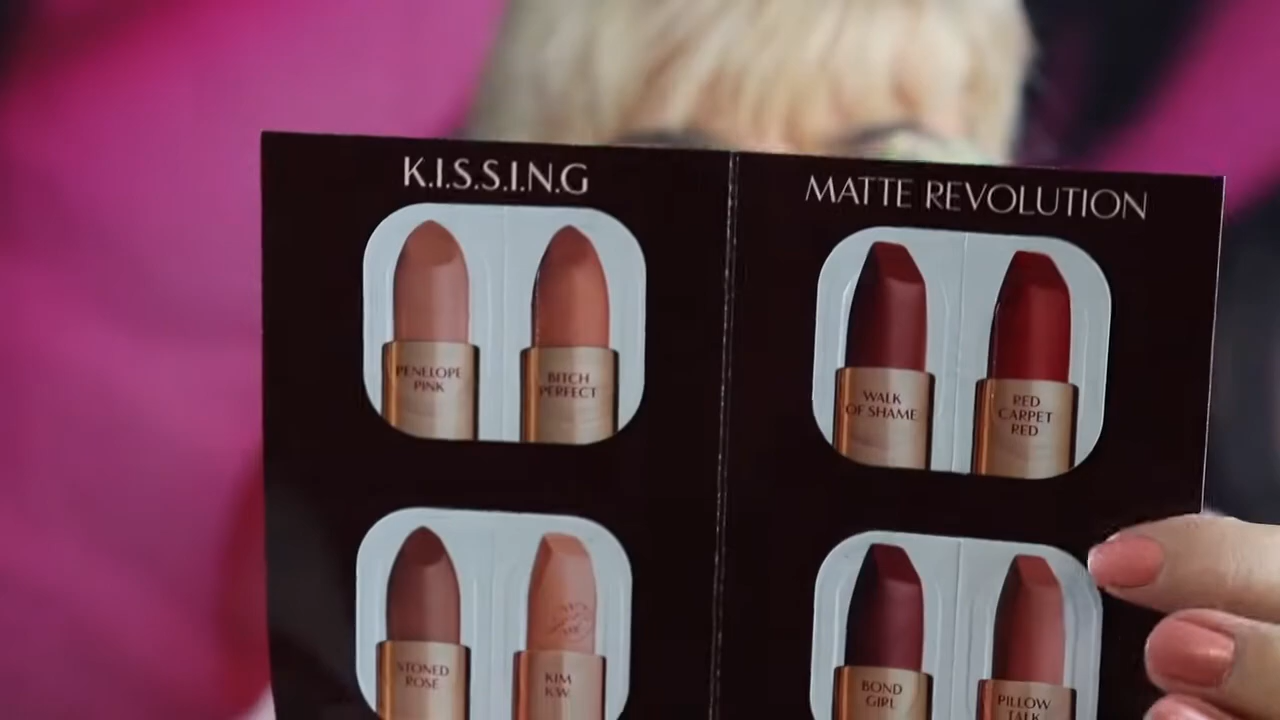 K.I.S.S.I.N.G
PENELOPE
PINK
BITCH
PERFECT
STONED
ROSE
KIM
K.W.
MATTE REVOLUTION
WALK
OF SHAME
RED
CARPET
RED
BOND
GIRL
PILLOW
TALK